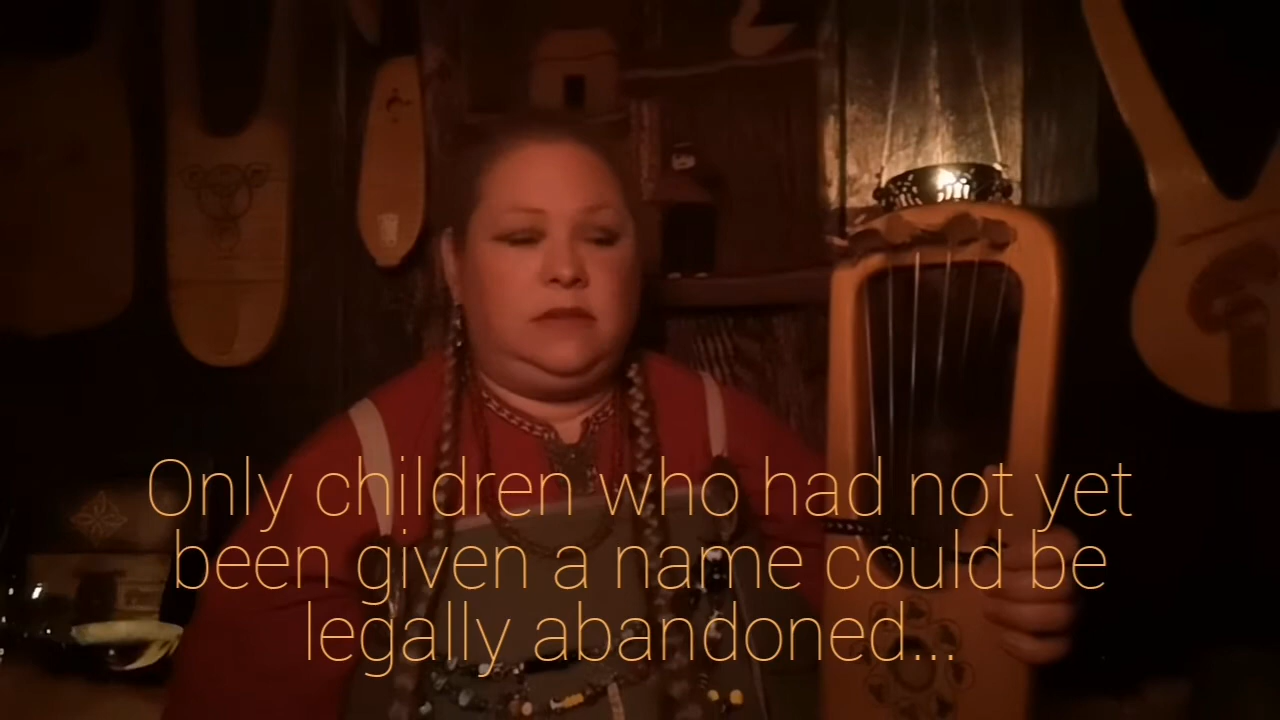 Only children who had not yet
been given a name could be
legally abandoned...